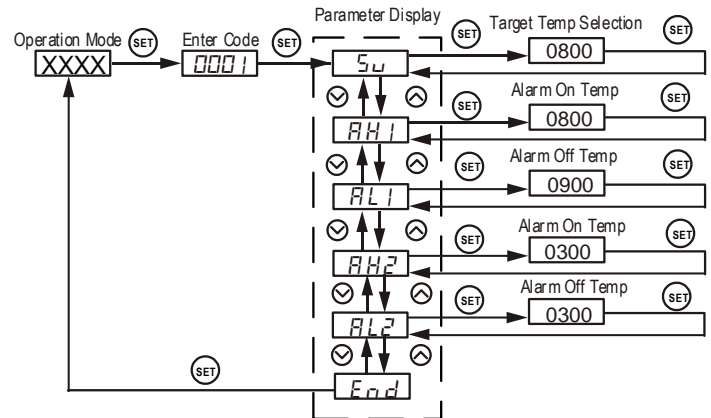 Parameter Display
Operation Mode SET Enter Code SET
XXXX 0001 Su
SET Target Temp Selection SET
0800
SET Alarm On Temp SET
AH1 0800
SET Alarm Off Temp SET
AL1 0900
SET Alarm On Temp SET
AH2 0300
SET Alarm Off Temp SET
AL2 0300
SET
End